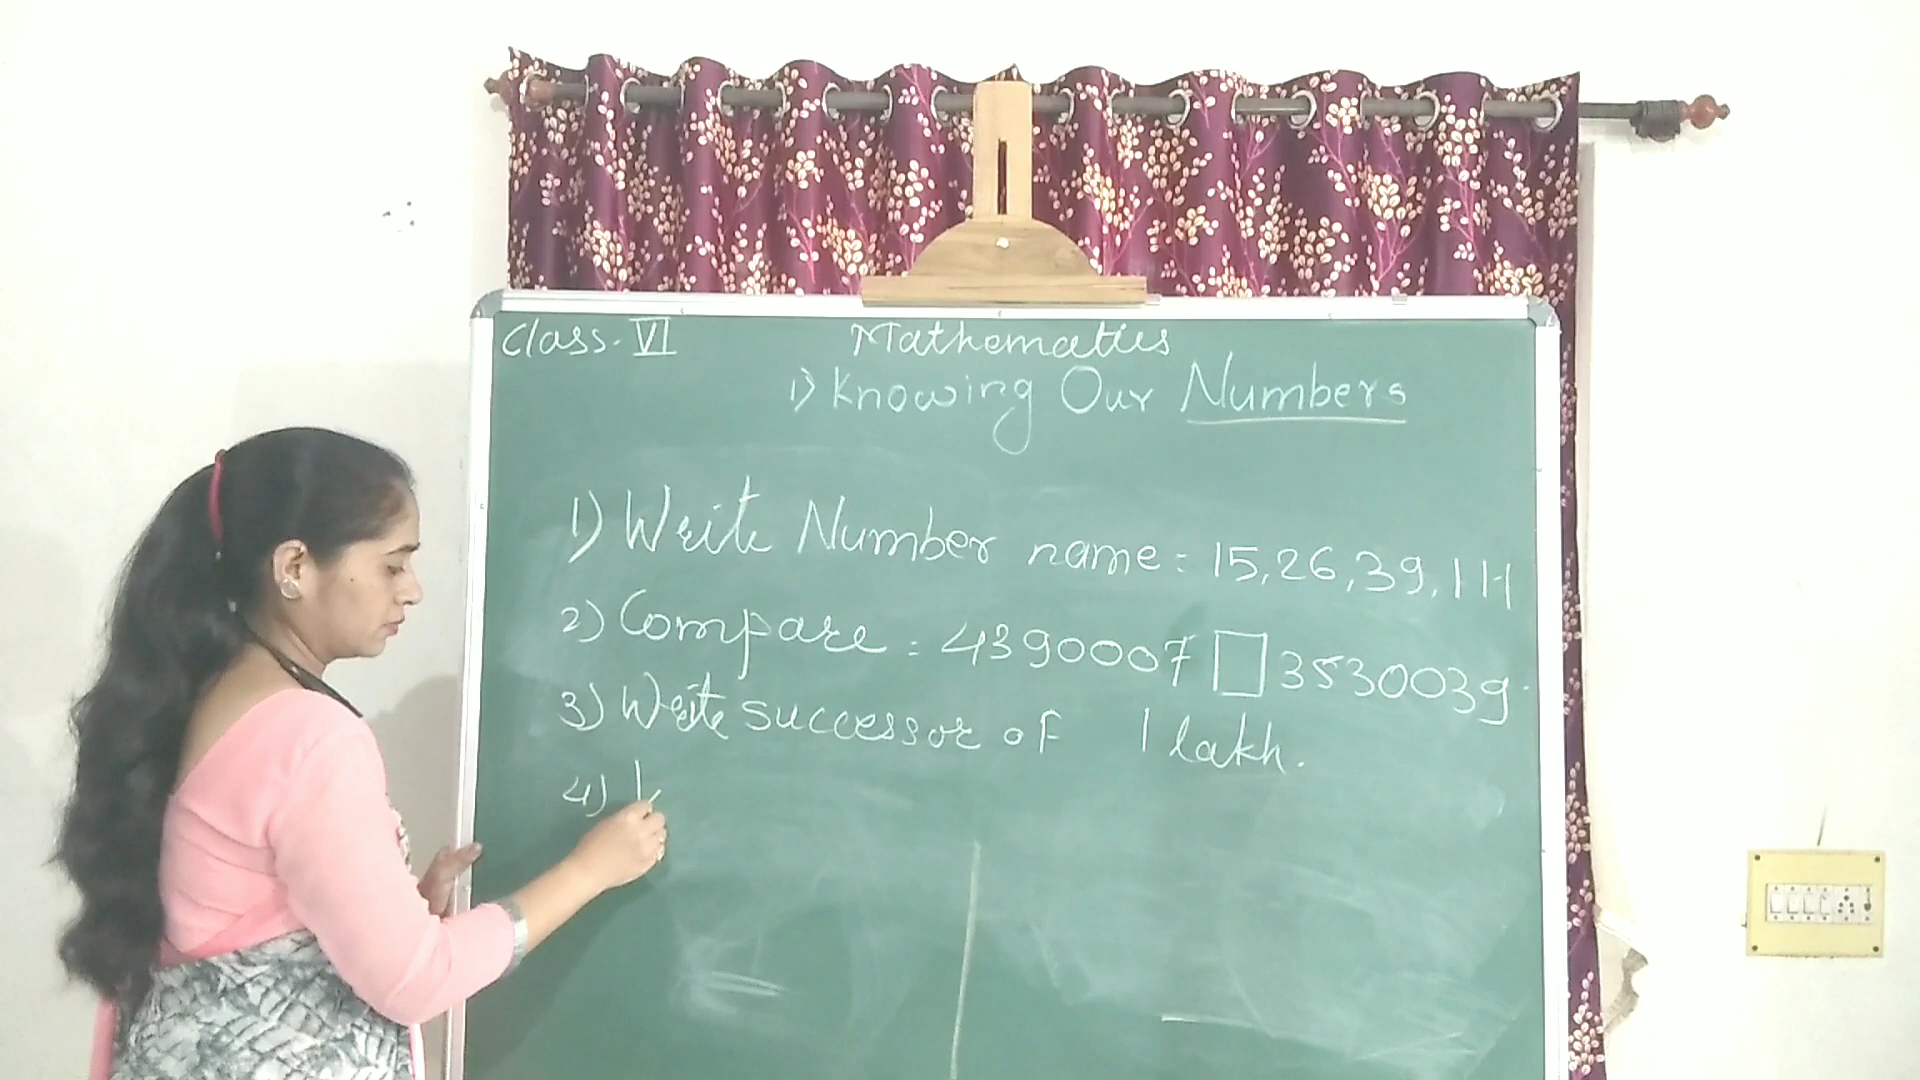 Class. VI
Mathematics
1) Knowing Our Numbers
1) Write Number name : 15, 26, 39, 111
2) Compare : 4390007 □ 3530039.
3) Write successor of 1 lakh.
4)